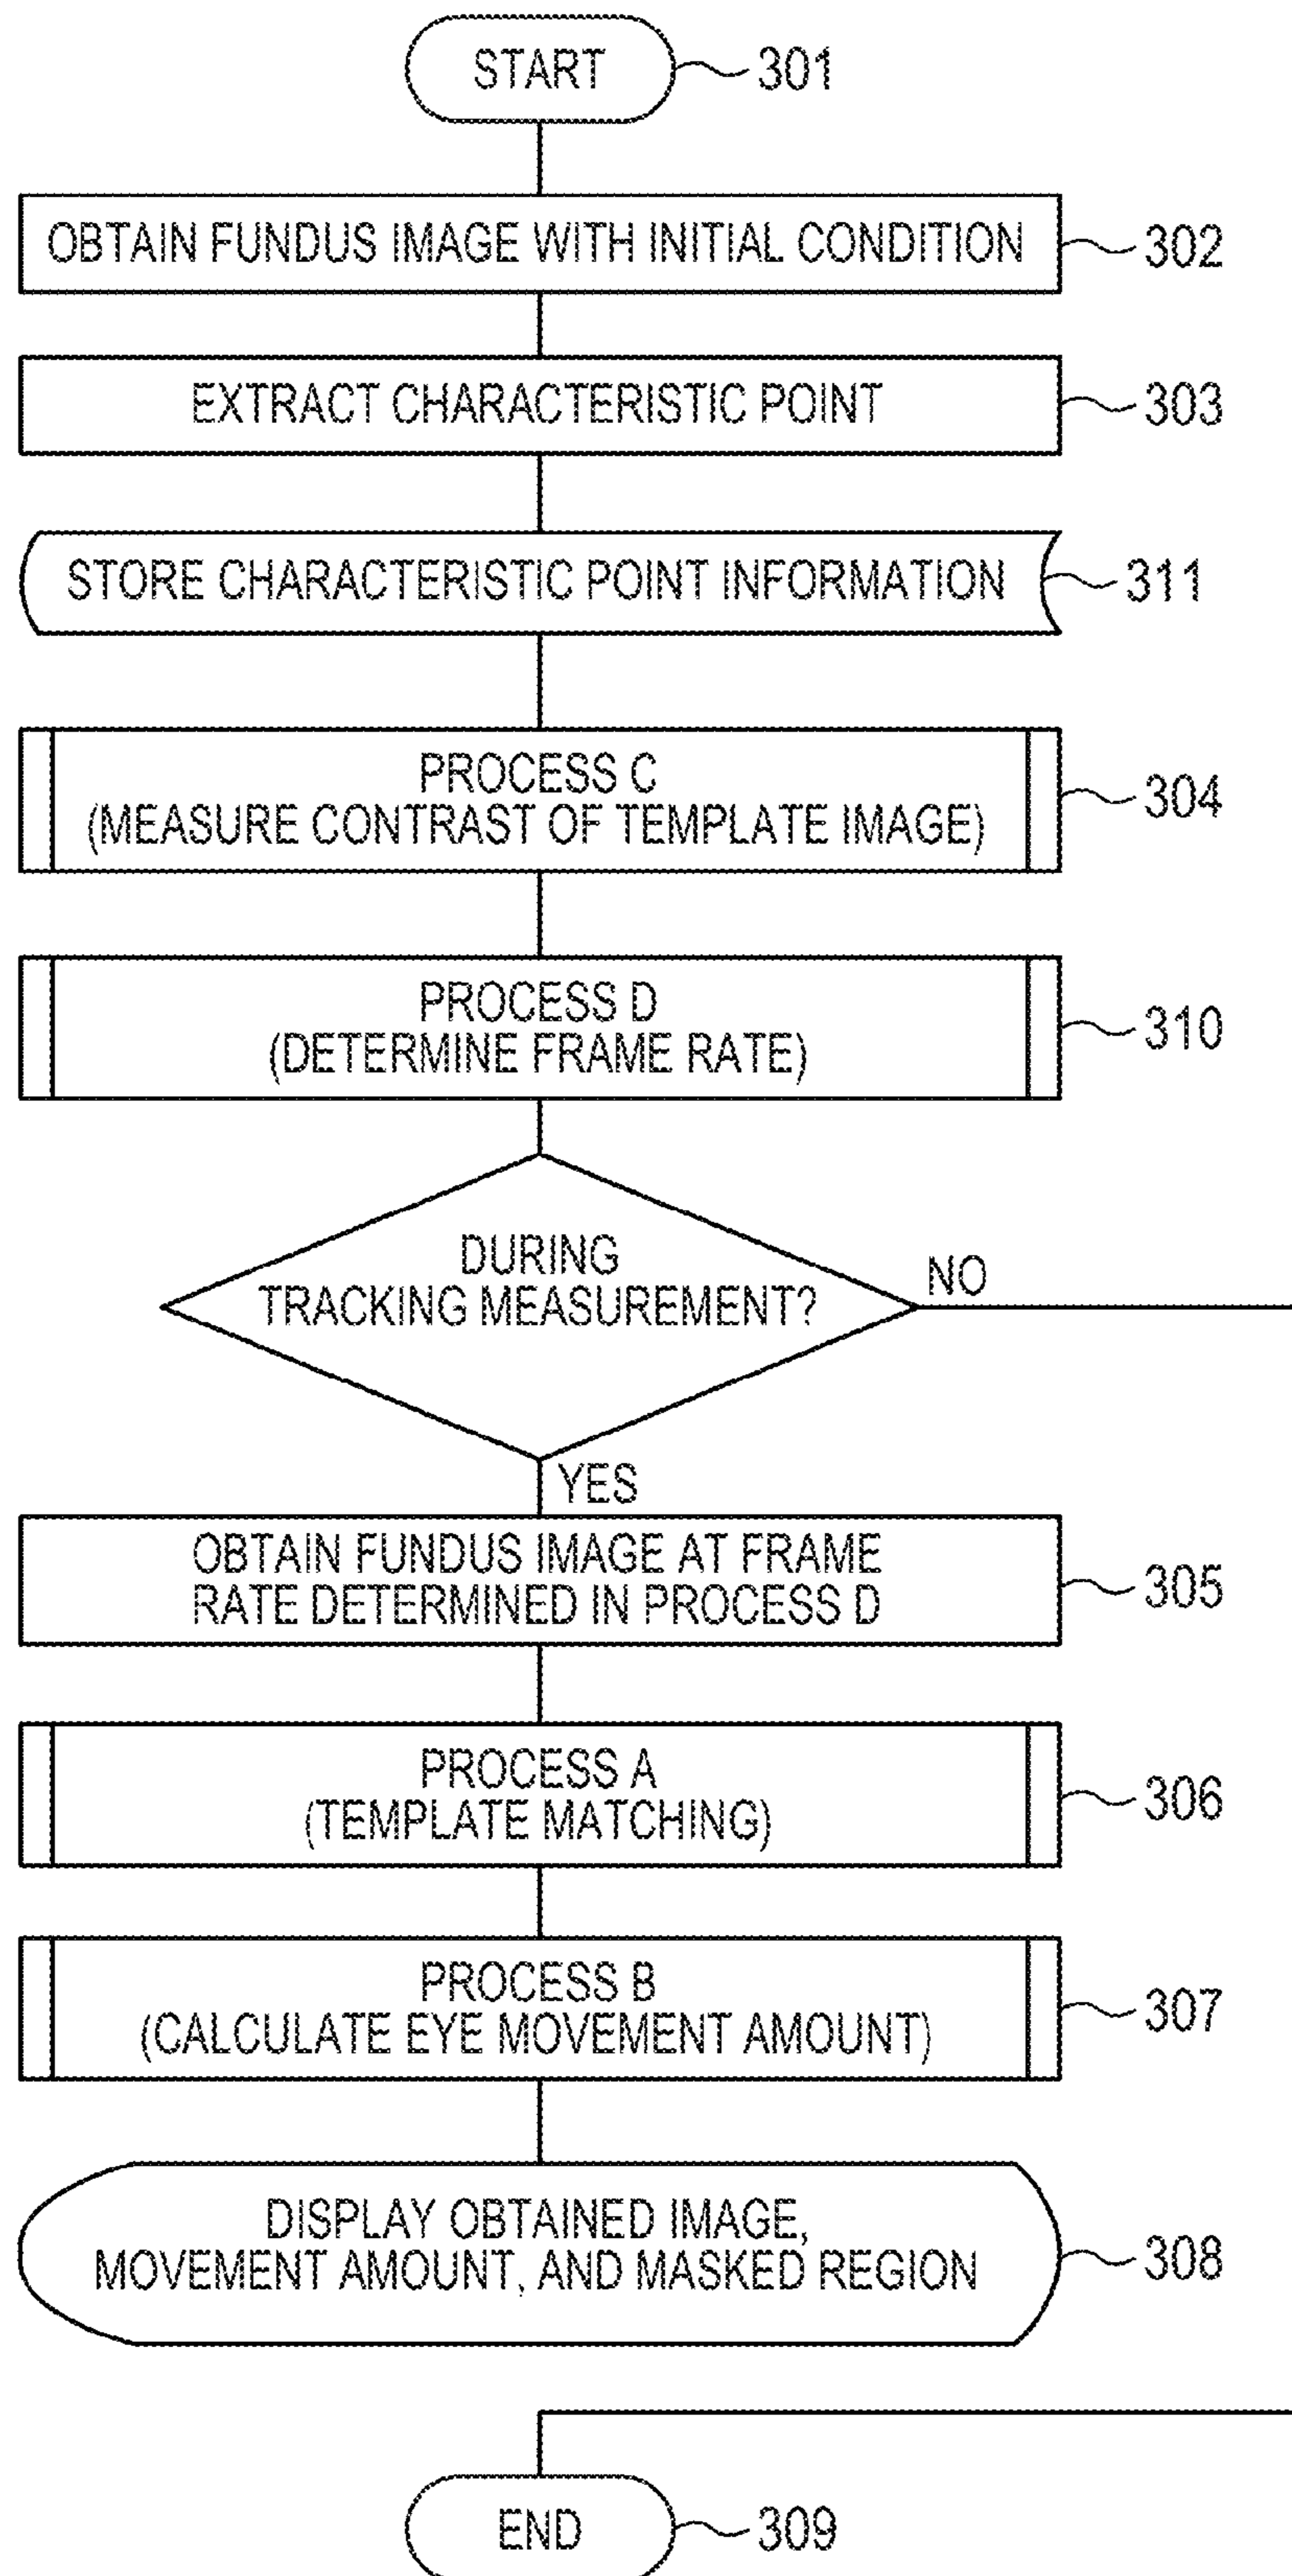 START
301
OBTAIN FUNDUS IMAGE WITH INITIAL CONDITION
302
EXTRACT CHARACTERISTIC POINT
303
STORE CHARACTERISTIC POINT INFORMATION
311
PROCESS C
(MEASURE CONTRAST OF TEMPLATE IMAGE)
304
PROCESS D
(DETERMINE FRAME RATE)
310
DURING
TRACKING MEASUREMENT?
NO
YES
OBTAIN FUNDUS IMAGE AT FRAME
RATE DETERMINED IN PROCESS D
305
PROCESS A
(TEMPLATE MATCHING)
306
PROCESS B
(CALCULATE EYE MOVEMENT AMOUNT)
307
DISPLAY OBTAINED IMAGE,
MOVEMENT AMOUNT, AND MASKED REGION
308
END
309